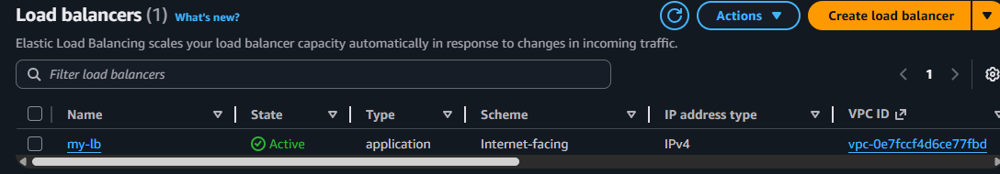 Load balancers (1) What's new?
Actions
Create load balancer
Elastic Load Balancing scales your load balancer capacity automatically in response to changes in incoming traffic.
Filter load balancers
1
Name State Type Scheme IP address type VPC ID
my-lb Active application Internet-facing IPv4 vpc-0e7fccf4d6ce77fbd